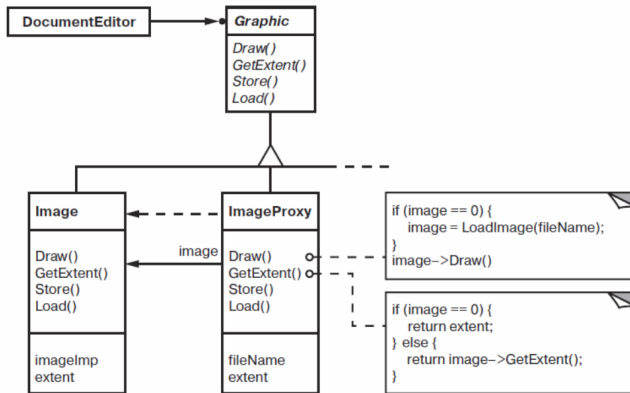 DocumentEditor
Graphic
Draw()
GetExtent()
Store()
Load()
Image
Draw()
GetExtent()
Store()
Load()
imageImp
extent
image
ImageProxy
Draw()
GetExtent()
Store()
Load()
fileName
extent
if (image == 0) {
image = LoadImage(fileName);
}
image->Draw()
if (image == 0) {
return extent;
} else {
return image->GetExtent();
}